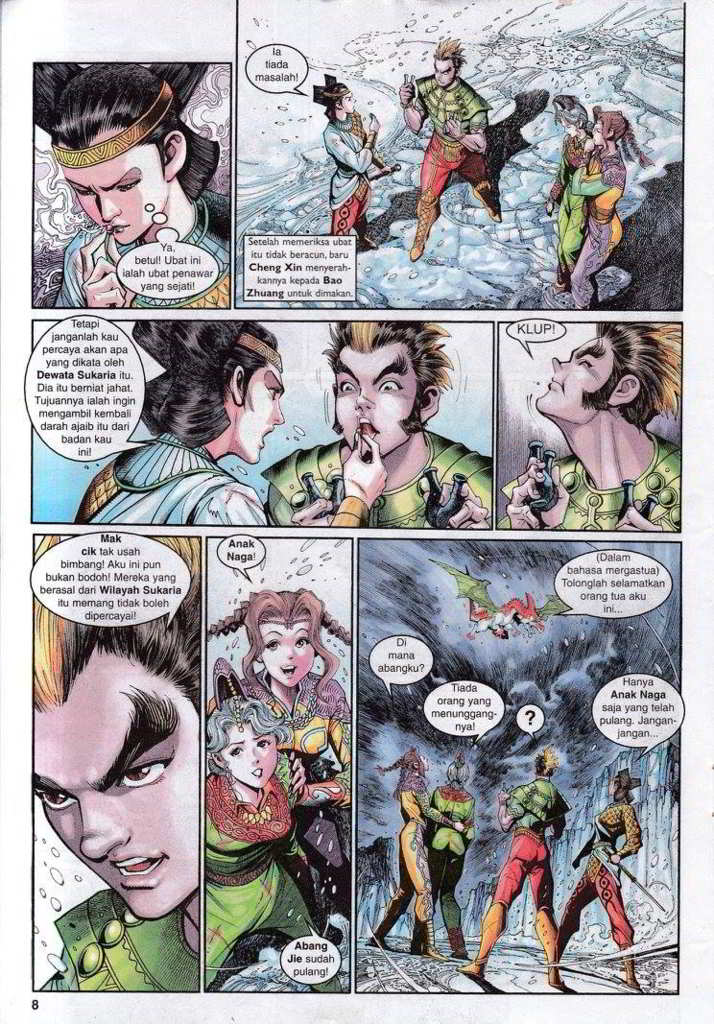 Ya,
betul! Ubat ini
ialah ubat penawar
yang sejati!
Ia
tiada
masalah!
Setelah memeriksa ubat
itu tidak beracun, baru
Cheng Xin menyerah-
kannya kepada Bao
Zhuang untuk dimakan.
Tetapi
janganlah kau
percaya akan apa
yang dikata oleh
Dewata Sukaria itu.
Dia itu berniat jahat.
Tujuannya ialah ingin
mengambil kembali
darah ajaib itu dari
badan kau
ini!
KLUP!
Mak
cik tak usah
bimbang! Aku ini pun
bukan bodoh! Mereka yang
berasal dari Wilayah Sukaria
itu memang tidak boleh
dipercayai!
Anak
Naga!
Abang
Jie sudah
pulang!
(Dalam
bahasa mergastua)
Tolonglah selamatkan
orang tua aku
ini...
Di
mana
abangku?
Tiada
orang yang
menunggang-
nya!
?
Hanya
Anak Naga
saja yang telah
pulang. Jangan-
jangan...
8